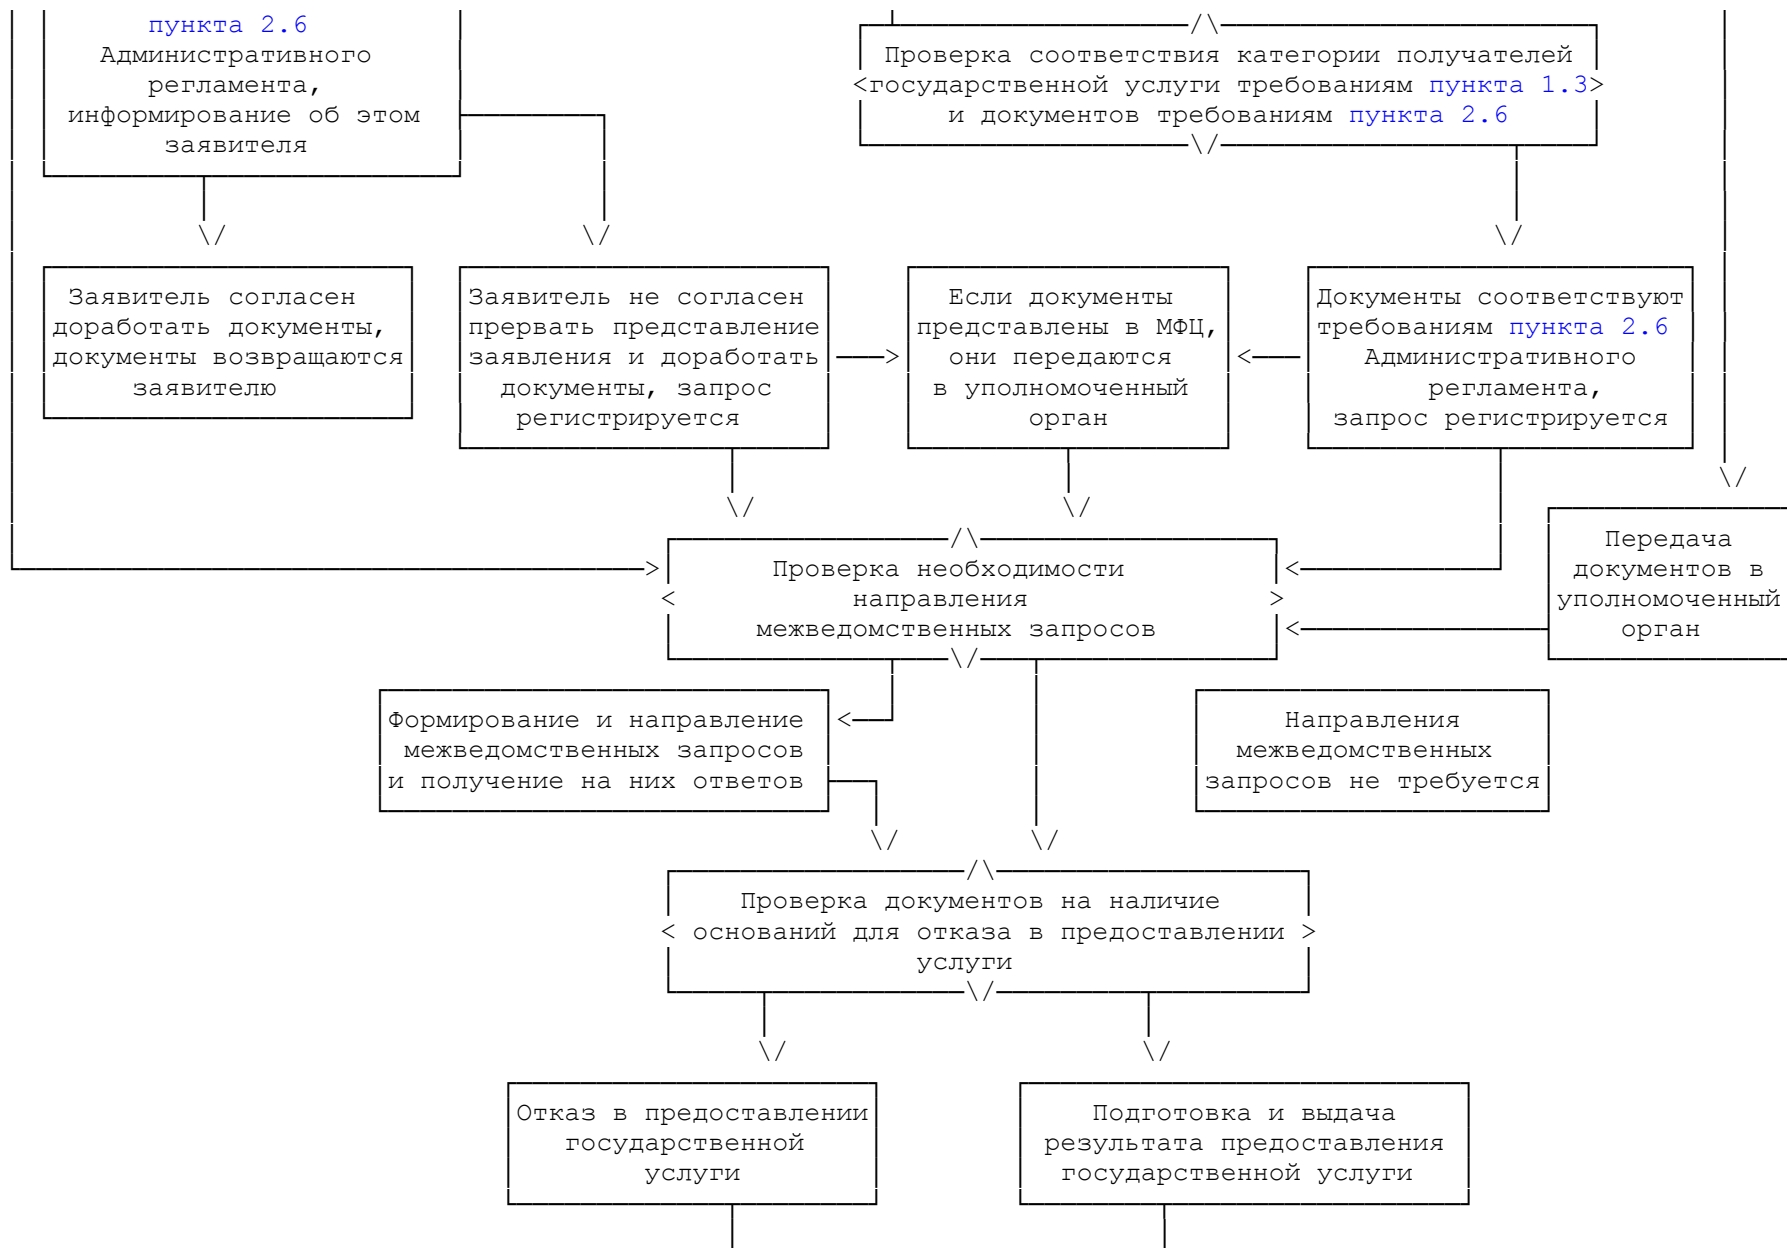 пункта 2.6
Административного
регламента,
информирование об этом
заявителя
Проверка соответствия категории получателей
<государственной услуги требованиям пункта 1.3>
и документов требованиям пункта 2.6
Заявитель согласен
доработать документы,
документы возвращаются
заявителю
Заявитель не согласен
прервать представление
заявления и доработать
документы, запрос
регистрируется
Если документы
представлены в МФЦ,
они передаются
в уполномоченный
орган
Документы соответствуют
требованиям пункта 2.6
Административного
регламента,
запрос регистрируется
Передача
документов в
уполномоченный
орган
Проверка необходимости
< направления >
межведомственных запросов
Формирование и направление
межведомственных запросов
и получение на них ответов
Направления
межведомственных
запросов не требуется
Проверка документов на наличие
< оснований для отказа в предоставлении >
услуги
Отказ в предоставлении
государственной
услуги
Подготовка и выдача
результата предоставления
государственной услуги